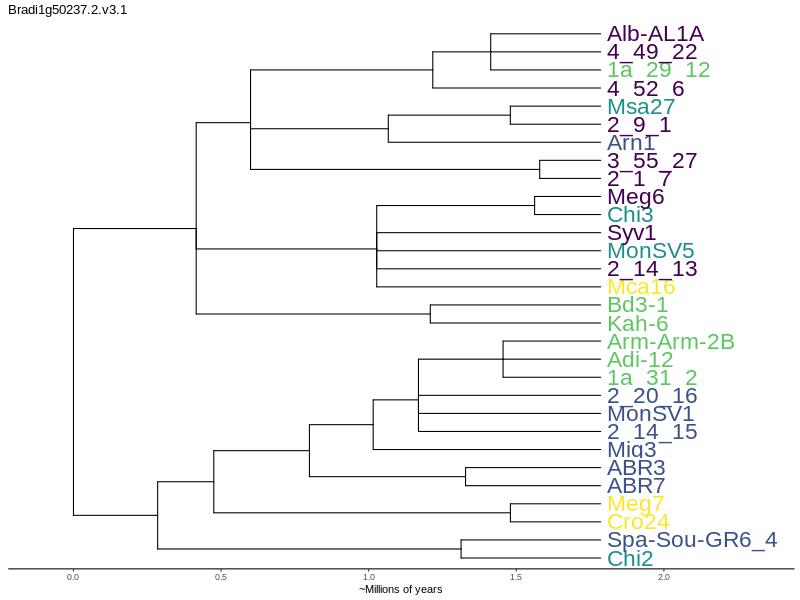 Bradi1g50237.2.v3.1
Alb-AL1A
4_49_22
1a_29_12
4_52_6
Msa27
2_9_1
Arn1
3_55_27
2_1_7
Meg6
Chi3
Syv1
MonSV5
2_14_13
Mca16
Bd3-1
Kah-6
Arm-Arm-2B
Adi-12
1a_31_2
2_20_16
MonSV1
2_14_15
Mig3
ABR3
ABR7
Meg7
Cro24
Spa-Sou-GR6_4
Chi2
0.0 0.5 1.0 1.5 2.0
~Millions of years